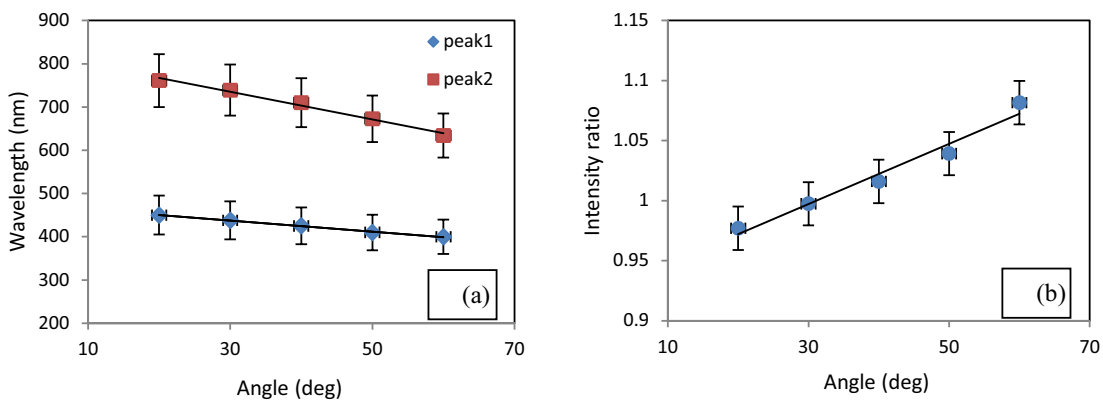 900
800
700
600
500
400
300
200
10
30
50
70
Wavelength (nm)
Angle (deg)
peak1
peak2
(a)
1.15
1.1
1.05
1
0.95
0.9
10
30
50
70
Intensity ratio
Angle (deg)
(b)